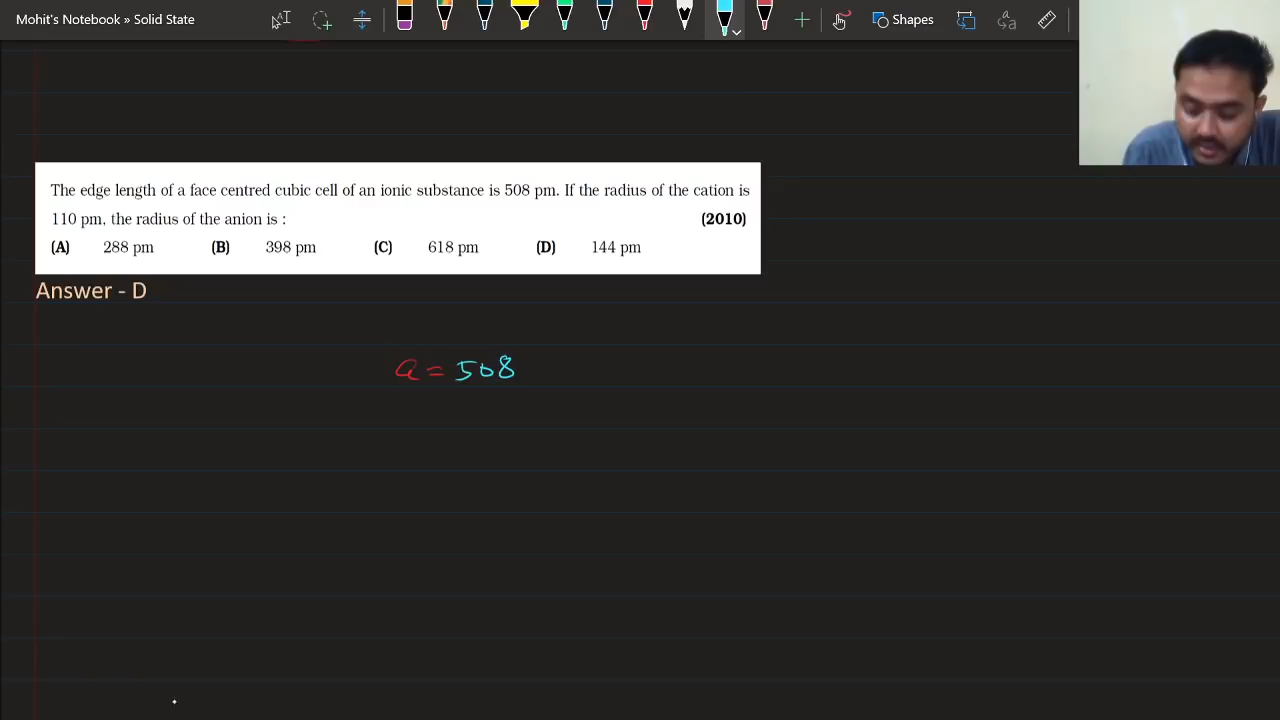 Mohit's Notebook » Solid State
Shapes
The edge length of a face centred cubic cell of an ionic substance is 508 pm. If the radius of the cation is
110 pm, the radius of the anion is : (2010)
(A) 288 pm (B) 398 pm (C) 618 pm (D) 144 pm
Answer - D
a = 508